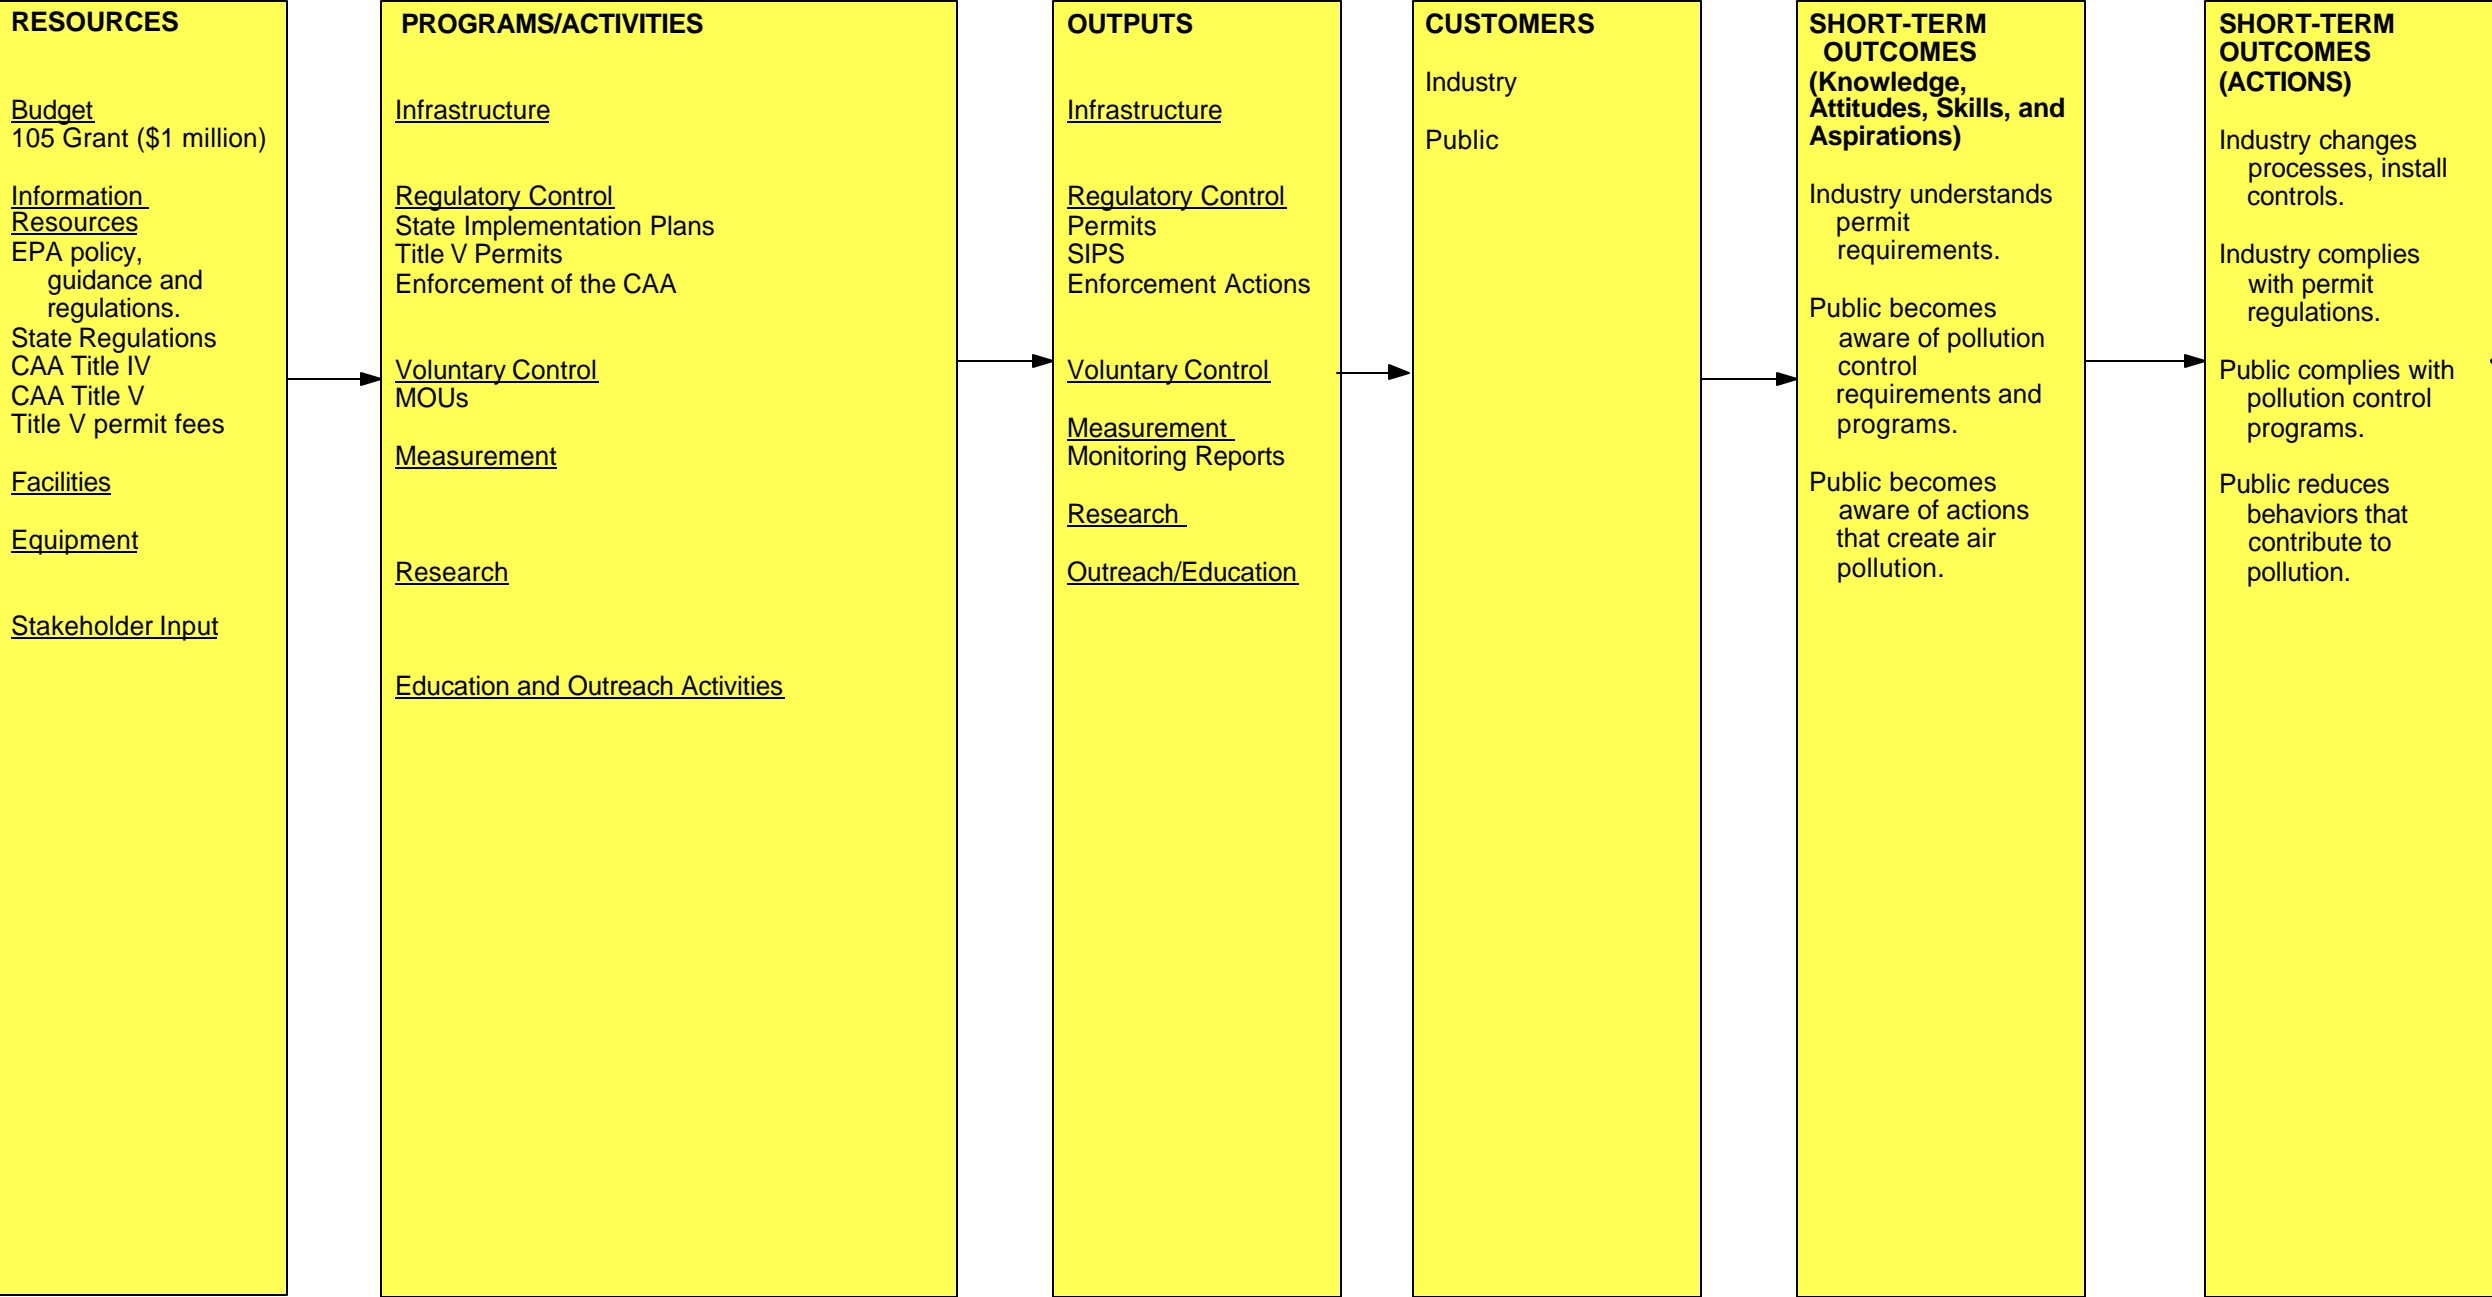 RESOURCES
Budget
105 Grant ($1 million)
Information
Resources
EPA policy,
guidance and
regulations.
State Regulations
CAA Title IV
CAA Title V
Title V permit fees
Facilities
Equipment
Stakeholder Input
PROGRAMS/ACTIVITIES
Infrastructure
Regulatory Control
State Implementation Plans
Title V Permits
Enforcement of the CAA
Voluntary Control
MOUs
Measurement
Research
Education and Outreach Activities
OUTPUTS
Infrastructure
Regulatory Control
Permits
SIPS
Enforcement Actions
Voluntary Control
Measurement
Monitoring Reports
Research
Outreach/Education
CUSTOMERS
Industry
Public
SHORT-TERM
OUTCOMES
(Knowledge,
Attitudes, Skills, and
Aspirations)
Industry understands
permit
requirements.
Public becomes
aware of pollution
control
requirements and
programs.
Public becomes
aware of actions
that create air
pollution.
SHORT-TERM
OUTCOMES
(ACTIONS)
Industry changes
processes, install
controls.
Industry complies
with permit
regulations.
Public complies with
pollution control
programs.
Public reduces
behaviors that
contribute to
pollution.